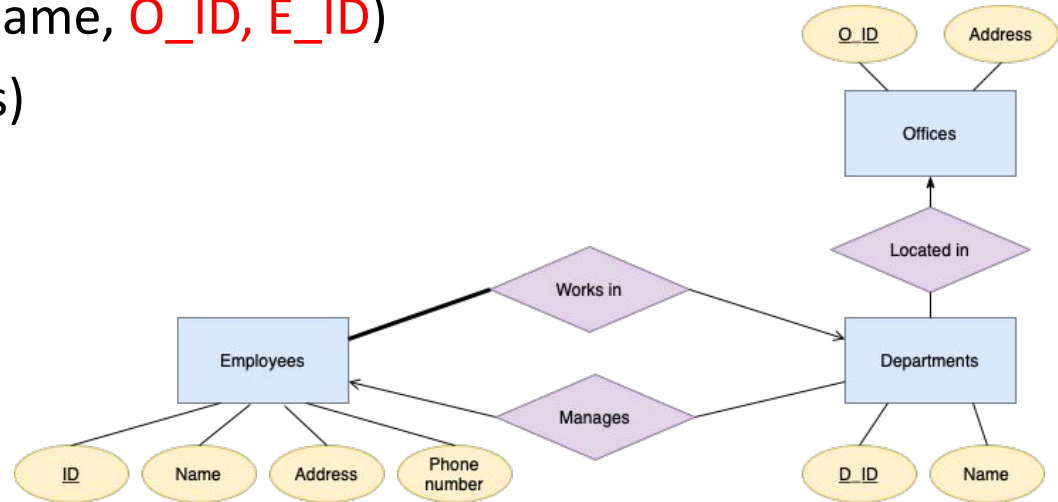 ame, O_ID, E_ID)
s)
O_ID
Address
Offices
Located in
Works in
Employees
Departments
Manages
ID
Name
Address
Phone
number
D_ID
Name